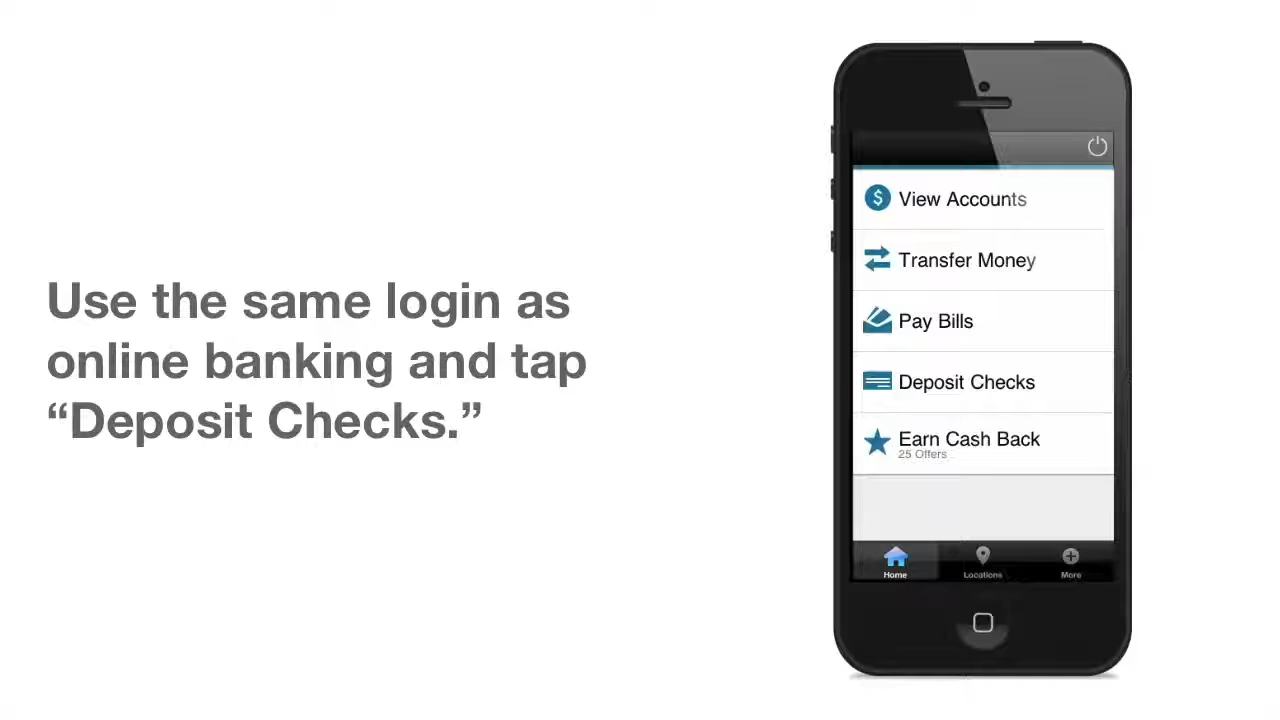 Use the same login as
online banking and tap
“Deposit Checks.”
View Accounts
Transfer Money
Pay Bills
Deposit Checks
Earn Cash Back
25 Offers
Home
Locations
More